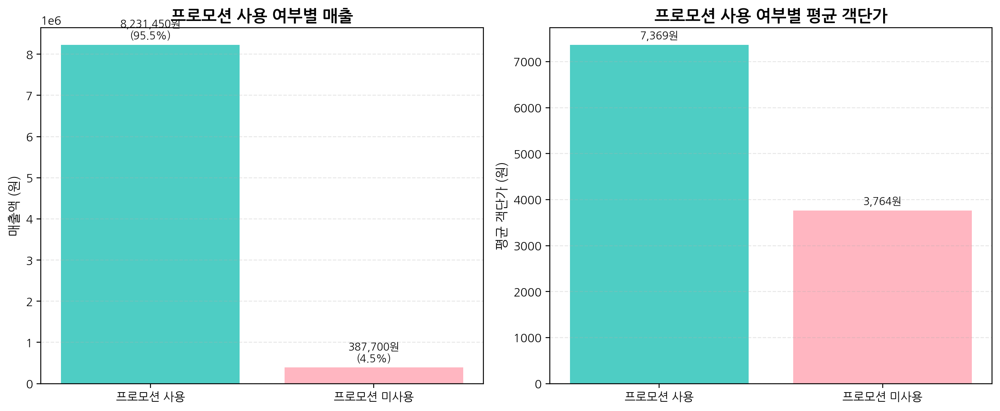 프로모션 사용 여부별 매출
1e6
8,231,450원
(95.5%)
8
7
6
5
4
3
2
1
0
매출액 (원)
387,700원
(4.5%)
프로모션 사용
프로모션 미사용
프로모션 사용 여부별 평균 객단가
7,369원
7000
6000
5000
4000
3000
2000
1000
0
평균 객단가 (원)
3,764원
프로모션 사용
프로모션 미사용